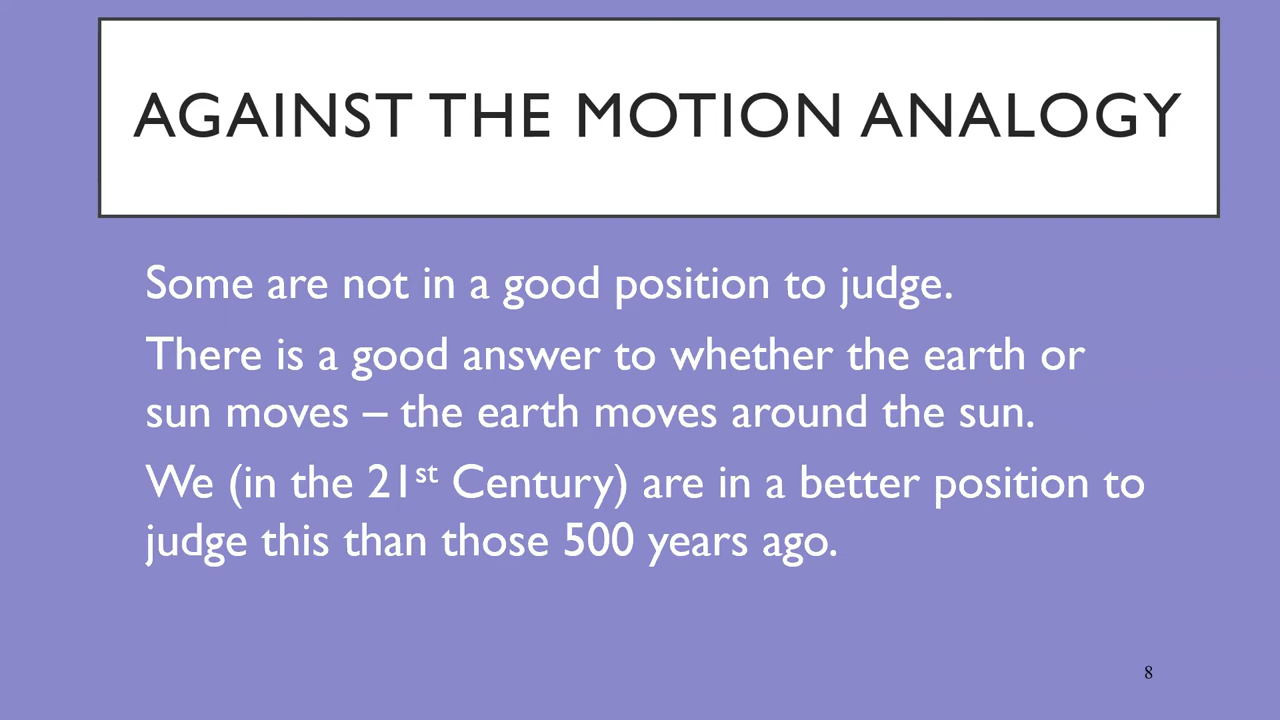 AGAINST THE MOTION ANALOGY
Some are not in a good position to judge.
There is a good answer to whether the earth or
sun moves – the earth moves around the sun.
We (in the 21st Century) are in a better position to
judge this than those 500 years ago.
8